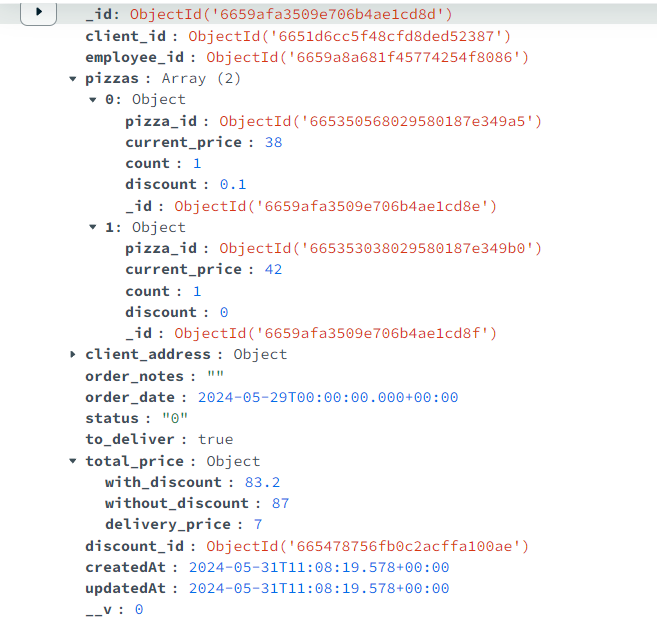 _id: ObjectId('6659afa3509e706b4ae1cd8d')
client_id : ObjectId('6651d6cc5f48cfd8ded52387')
employee_id : ObjectId('6659a8a681f45774254f8086')
pizzas : Array (2)
0: Object
pizza_id : ObjectId('665350568029580187e349a5')
current_price : 38
count : 1
discount : 0.1
_id : ObjectId('6659afa3509e706b4ae1cd8e')
1: Object
pizza_id : ObjectId('665353038029580187e349b0')
current_price : 42
count : 1
discount : 0
_id : ObjectId('6659afa3509e706b4ae1cd8f')
client_address : Object
order_notes : ""
order_date : 2024-05-29T00:00:00.000+00:00
status : "0"
to_deliver : true
total_price : Object
with_discount : 83.2
without_discount : 87
delivery_price : 7
discount_id : ObjectId('665478756fb0c2acffa100ae')
createdAt : 2024-05-31T11:08:19.578+00:00
updatedAt : 2024-05-31T11:08:19.578+00:00
__v : 0